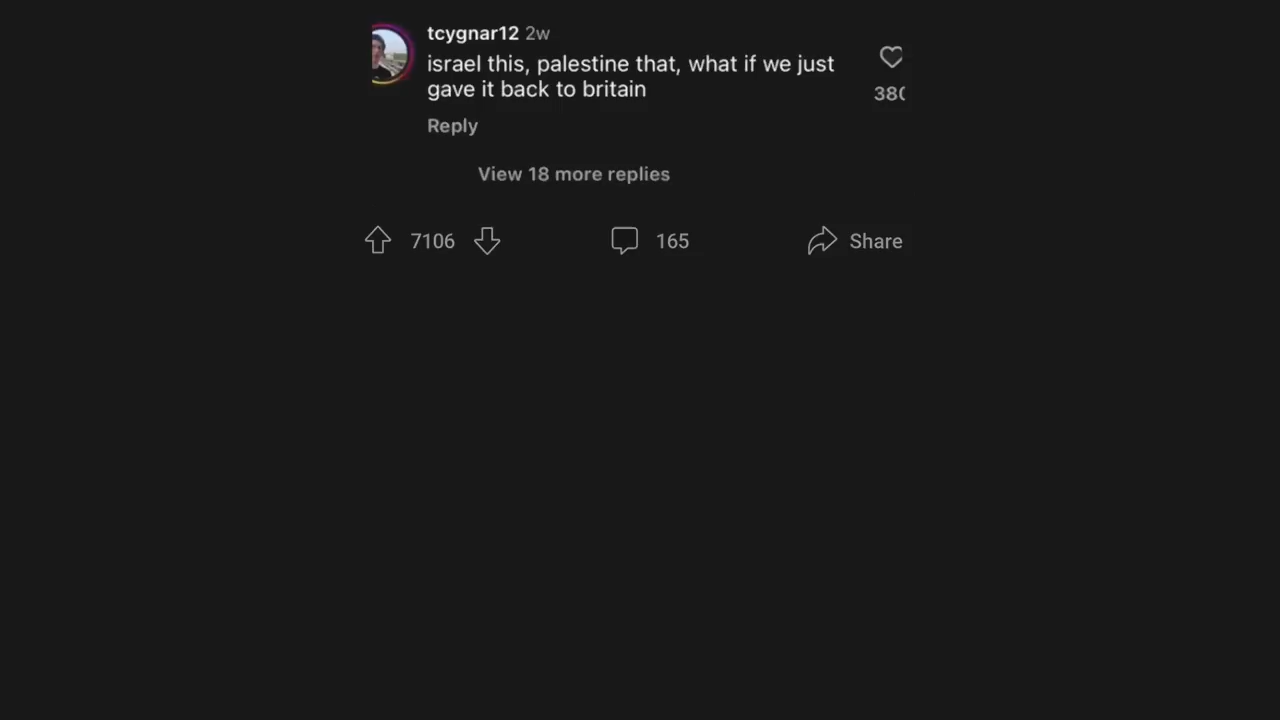 tcygnar12 2w
israel this, palestine that, what if we just
gave it back to britain
380
Reply
View 18 more replies
7106
165
Share